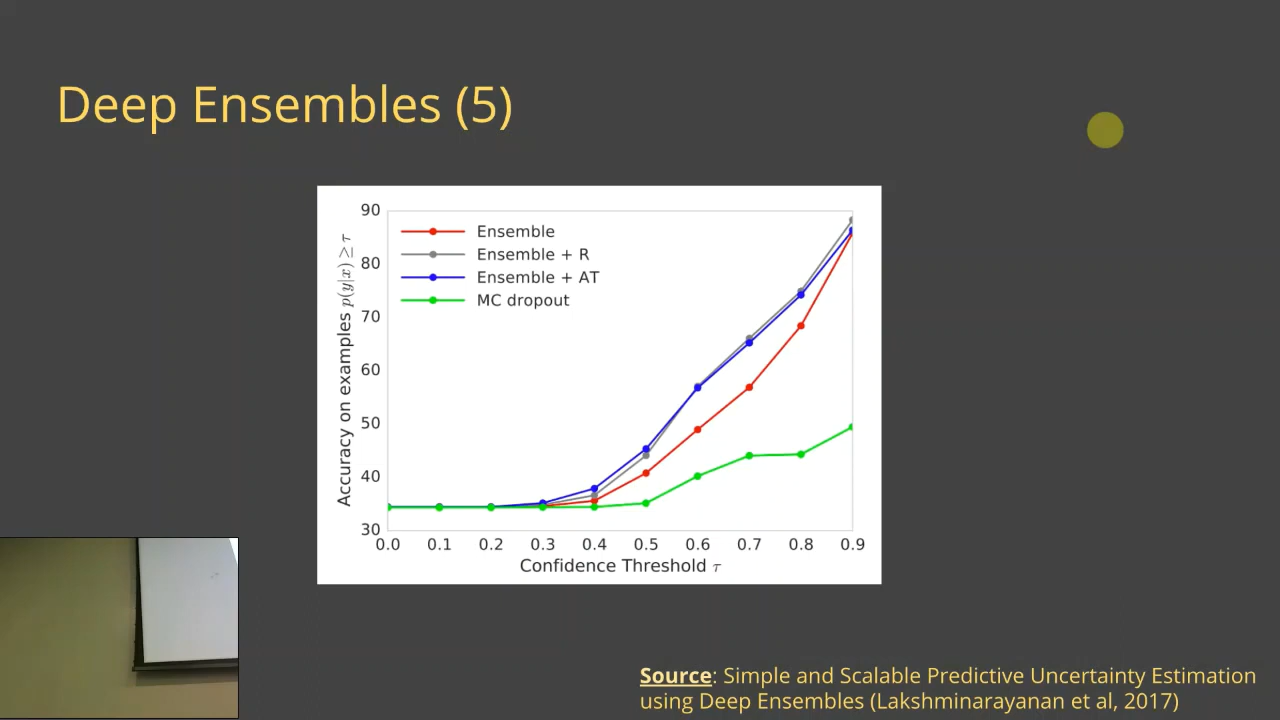 Deep Ensembles (5)
Accuracy on examples p(y|x) ≥ τ
90
80
70
60
50
40
30
Ensemble
Ensemble + R
Ensemble + AT
MC dropout
0.0 0.1 0.2 0.3 0.4 0.5 0.6 0.7 0.8 0.9
Confidence Threshold τ
Source: Simple and Scalable Predictive Uncertainty Estimation
using Deep Ensembles (Lakshminarayanan et al, 2017)